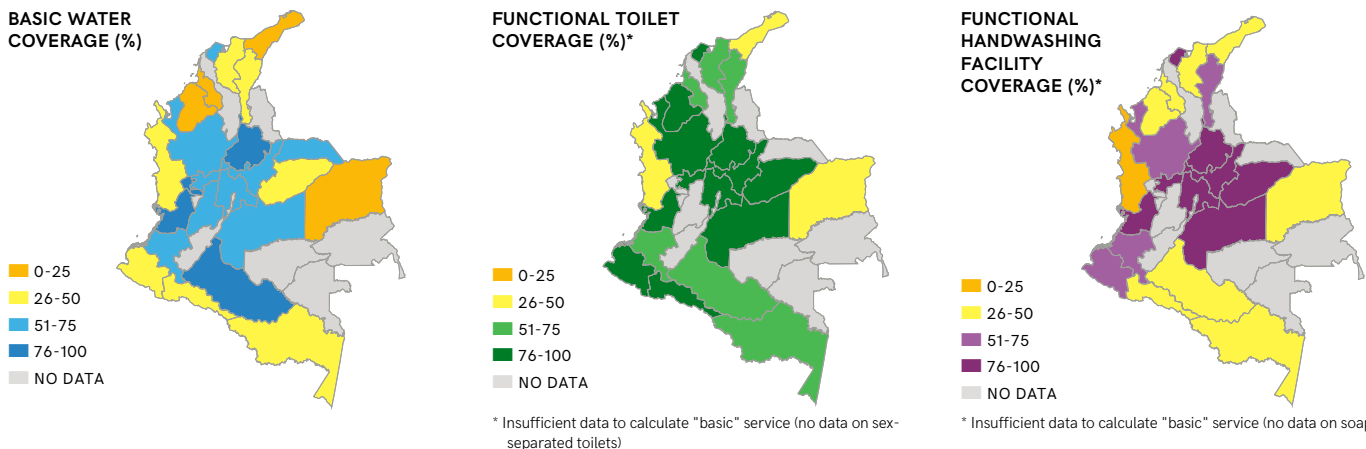 BASIC WATER
COVERAGE (%)
0-25
26-50
51-75
76-100
NO DATA
FUNCTIONAL TOILET
COVERAGE (%)*
0-25
26-50
51-75
76-100
NO DATA
* Insufficient data to calculate "basic" service (no data on sex-
separated toilets)
FUNCTIONAL
HANDWASHING
FACILITY
COVERAGE (%)*
0-25
26-50
51-75
76-100
NO DATA
* Insufficient data to calculate "basic" service (no data on soap